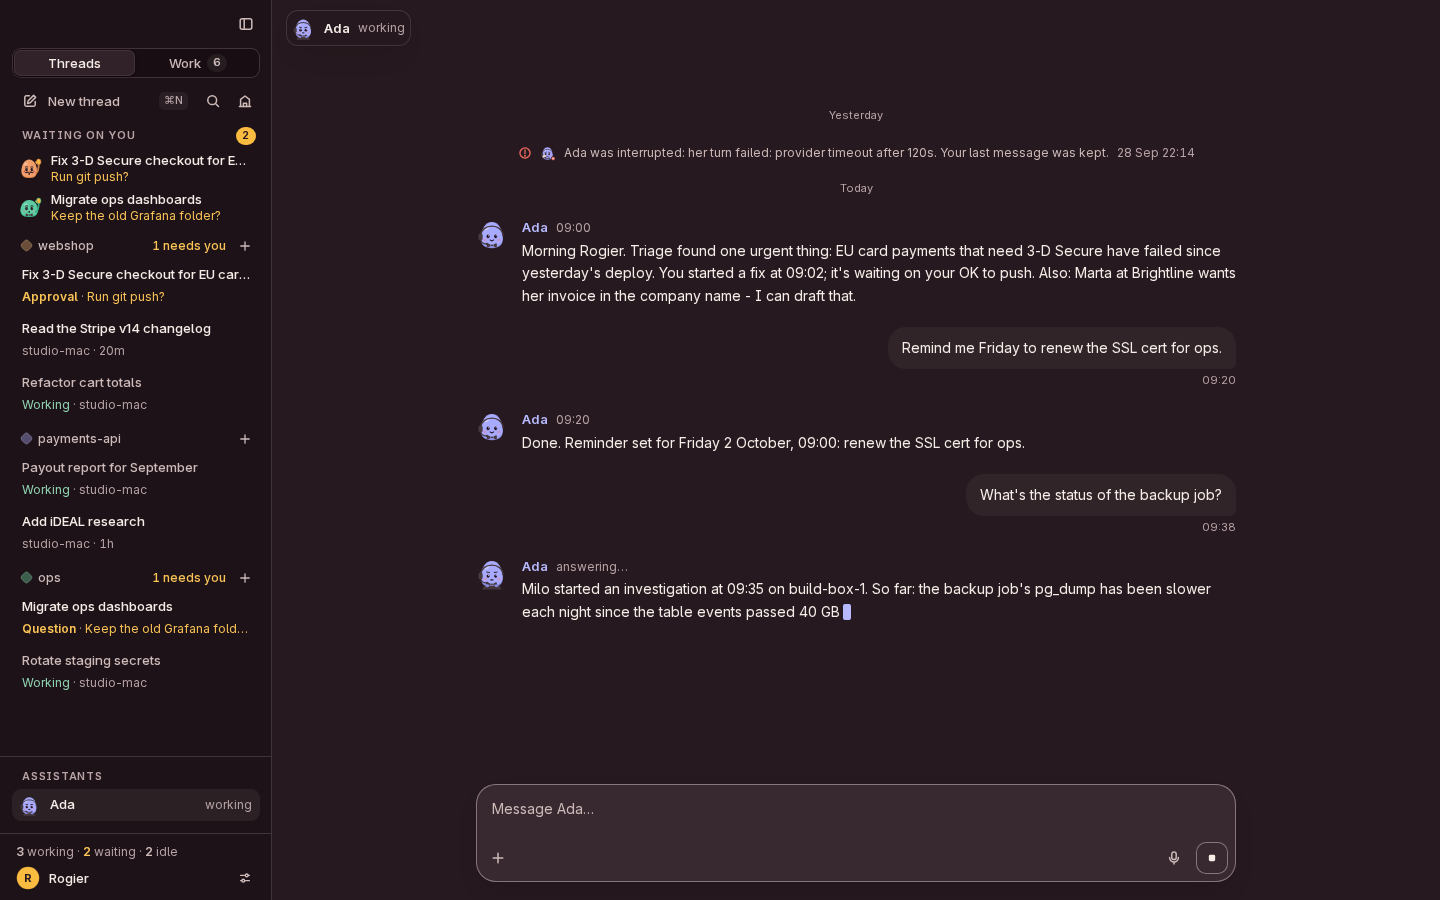 Threads
Work 6
New thread
⌘N
WAITING ON YOU
2
Fix 3-D Secure checkout for E...
Run git push?
Migrate ops dashboards
Keep the old Grafana folder?
webshop
1 needs you
Fix 3-D Secure checkout for EU car...
Approval · Run git push?
Read the Stripe v14 changelog
studio-mac · 20m
Refactor cart totals
Working · studio-mac
payments-api
Payout report for September
Working · studio-mac
Add iDEAL research
studio-mac · 1h
ops
1 needs you
Migrate ops dashboards
Question · Keep the old Grafana fold...
Rotate staging secrets
Working · studio-mac
ASSISTANTS
Ada
working
3 working · 2 waiting · 2 idle
R
Rogier
Ada working
Yesterday
Ada was interrupted: her turn failed: provider timeout after 120s. Your last message was kept. 28 Sep 22:14
Today
Ada 09:00
Morning Rogier. Triage found one urgent thing: EU card payments that need 3-D Secure have failed since
yesterday's deploy. You started a fix at 09:02; it's waiting on your OK to push. Also: Marta at Brightline wants
her invoice in the company name - I can draft that.
Remind me Friday to renew the SSL cert for ops.
09:20
Ada 09:20
Done. Reminder set for Friday 2 October, 09:00: renew the SSL cert for ops.
What's the status of the backup job?
09:38
Ada answering...
Milo started an investigation at 09:35 on build-box-1. So far: the backup job's pg_dump has been slower
each night since the table events passed 40 GB
Message Ada...